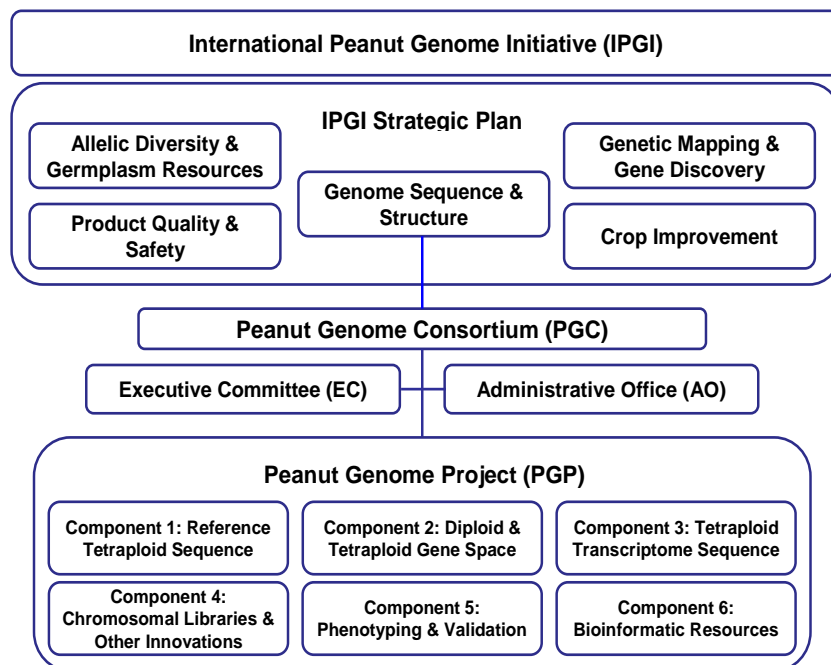 International Peanut Genome Initiative (IPGI)
IPGI Strategic Plan
Allelic Diversity &
Germplasm Resources
Genetic Mapping &
Gene Discovery
Genome Sequence &
Structure
Product Quality &
Safety
Crop Improvement
Peanut Genome Consortium (PGC)
Executive Committee (EC)
Administrative Office (AO)
Peanut Genome Project (PGP)
Component 1: Reference
Tetraploid Sequence
Component 2: Diploid &
Tetraploid Gene Space
Component 3: Tetraploid
Transcriptome Sequence
Component 4:
Chromosomal Libraries &
Other Innovations
Component 5:
Phenotyping & Validation
Component 6:
Bioinformatic Resources